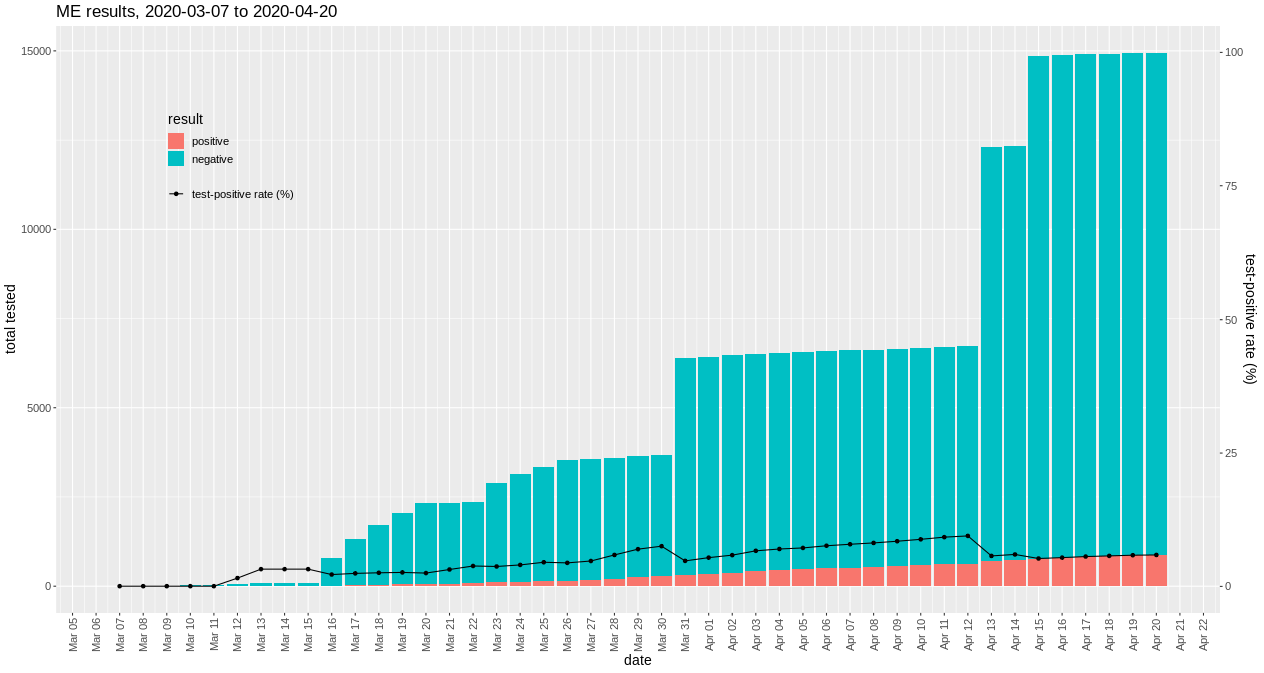 ME results, 2020-03-07 to 2020-04-20
15000
10000
5000
0
total tested
result
positive
negative
test-positive rate (%)
100
75
50
25
0
test-positive rate (%)
Mar 05
Mar 06
Mar 07
Mar 08
Mar 09
Mar 10
Mar 11
Mar 12
Mar 13
Mar 14
Mar 15
Mar 16
Mar 17
Mar 18
Mar 19
Mar 20
Mar 21
Mar 22
Mar 23
Mar 24
Mar 25
Mar 26
Mar 27
Mar 28
Mar 29
Mar 30
Mar 31
Apr 01
Apr 02
Apr 03
Apr 04
Apr 05
Apr 06
Apr 07
Apr 08
Apr 09
Apr 10
Apr 11
Apr 12
Apr 13
Apr 14
Apr 15
Apr 16
Apr 17
Apr 18
Apr 19
Apr 20
Apr 21
Apr 22
date